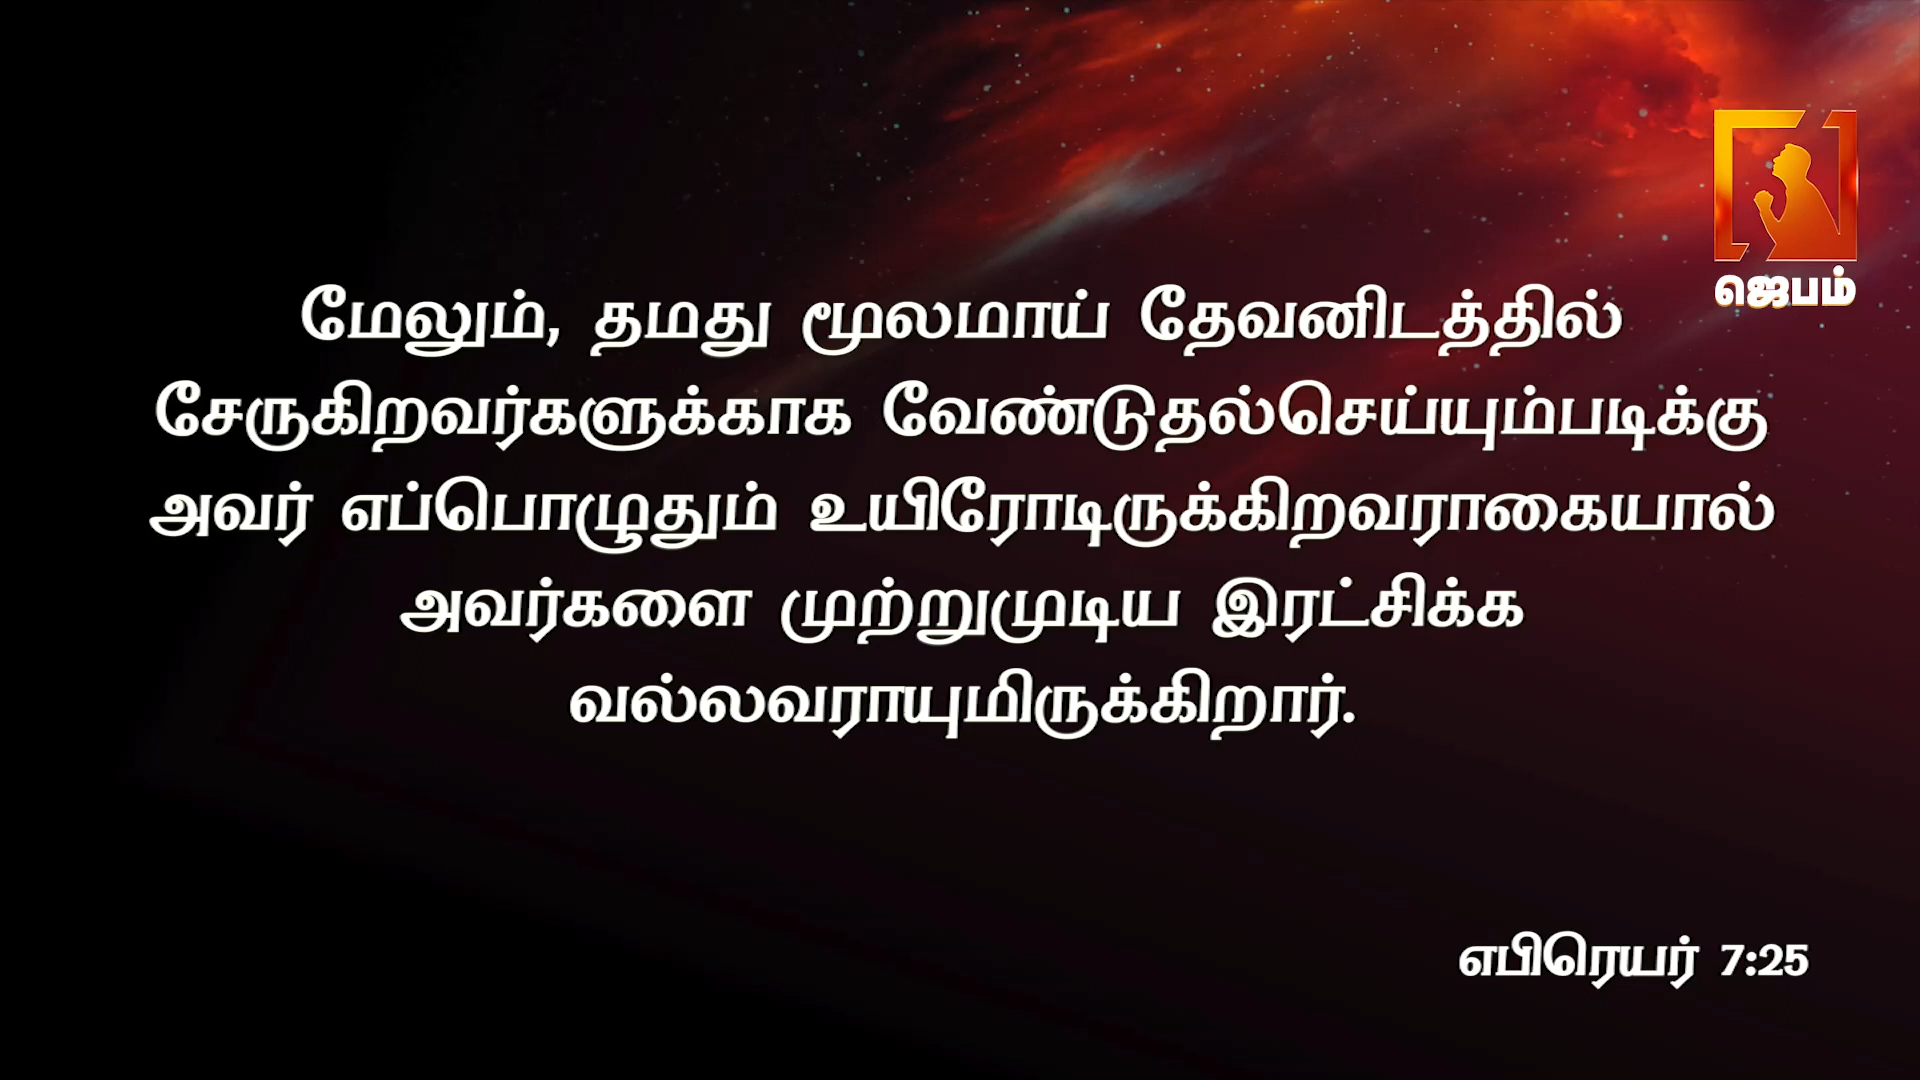 ஜெபம்
மேலும், தமது மூலமாய் தேவனிடத்தில்
சேருகிறவர்களுக்காக வேண்டுதல்செய்யும்படிக்கு
அவர் எப்பொழுதும் உயிரோடிருக்கிறவராகையால்
அவர்களை முற்றுமுடிய இரட்சிக்க
வல்லவராயுமிருக்கிறார்.
எபிரெயர் 7:25